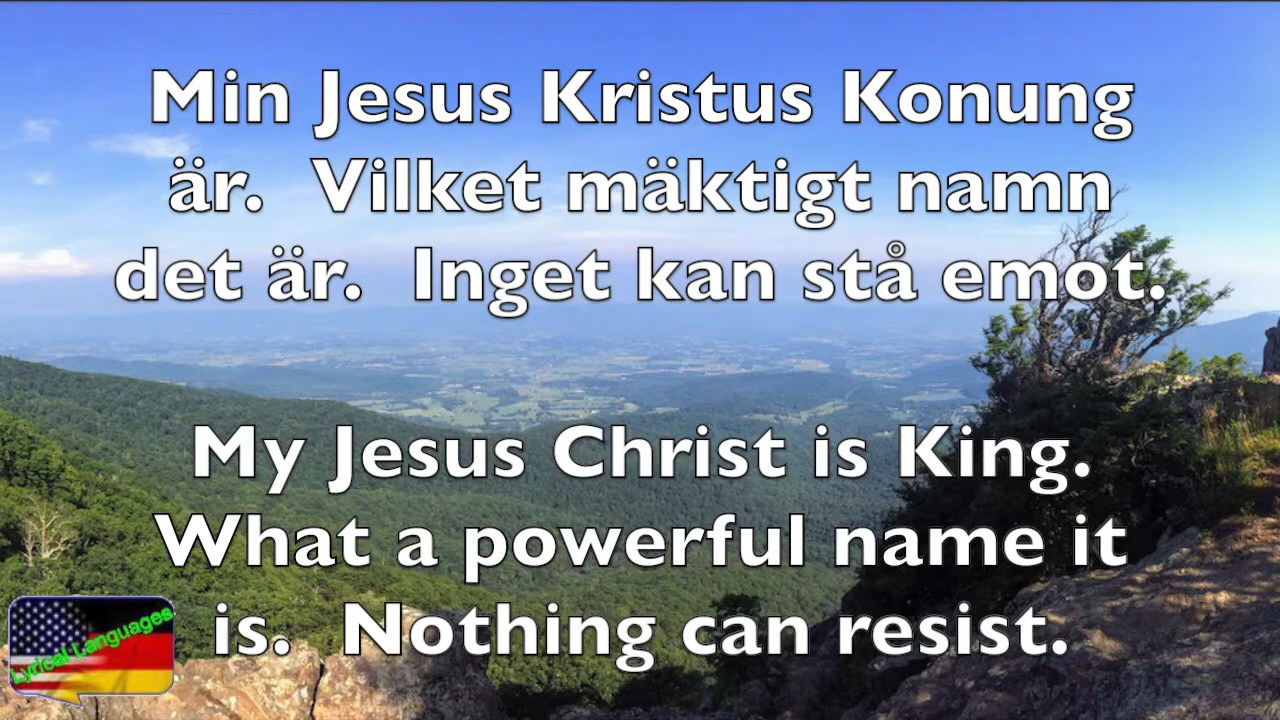 Min Jesus Kristus Konung
är.  Vilket mäktigt namn
det är.  Inget kan stå emot.
My Jesus Christ is King.
What a powerful name it
is.  Nothing can resist.
Lyrical Languages